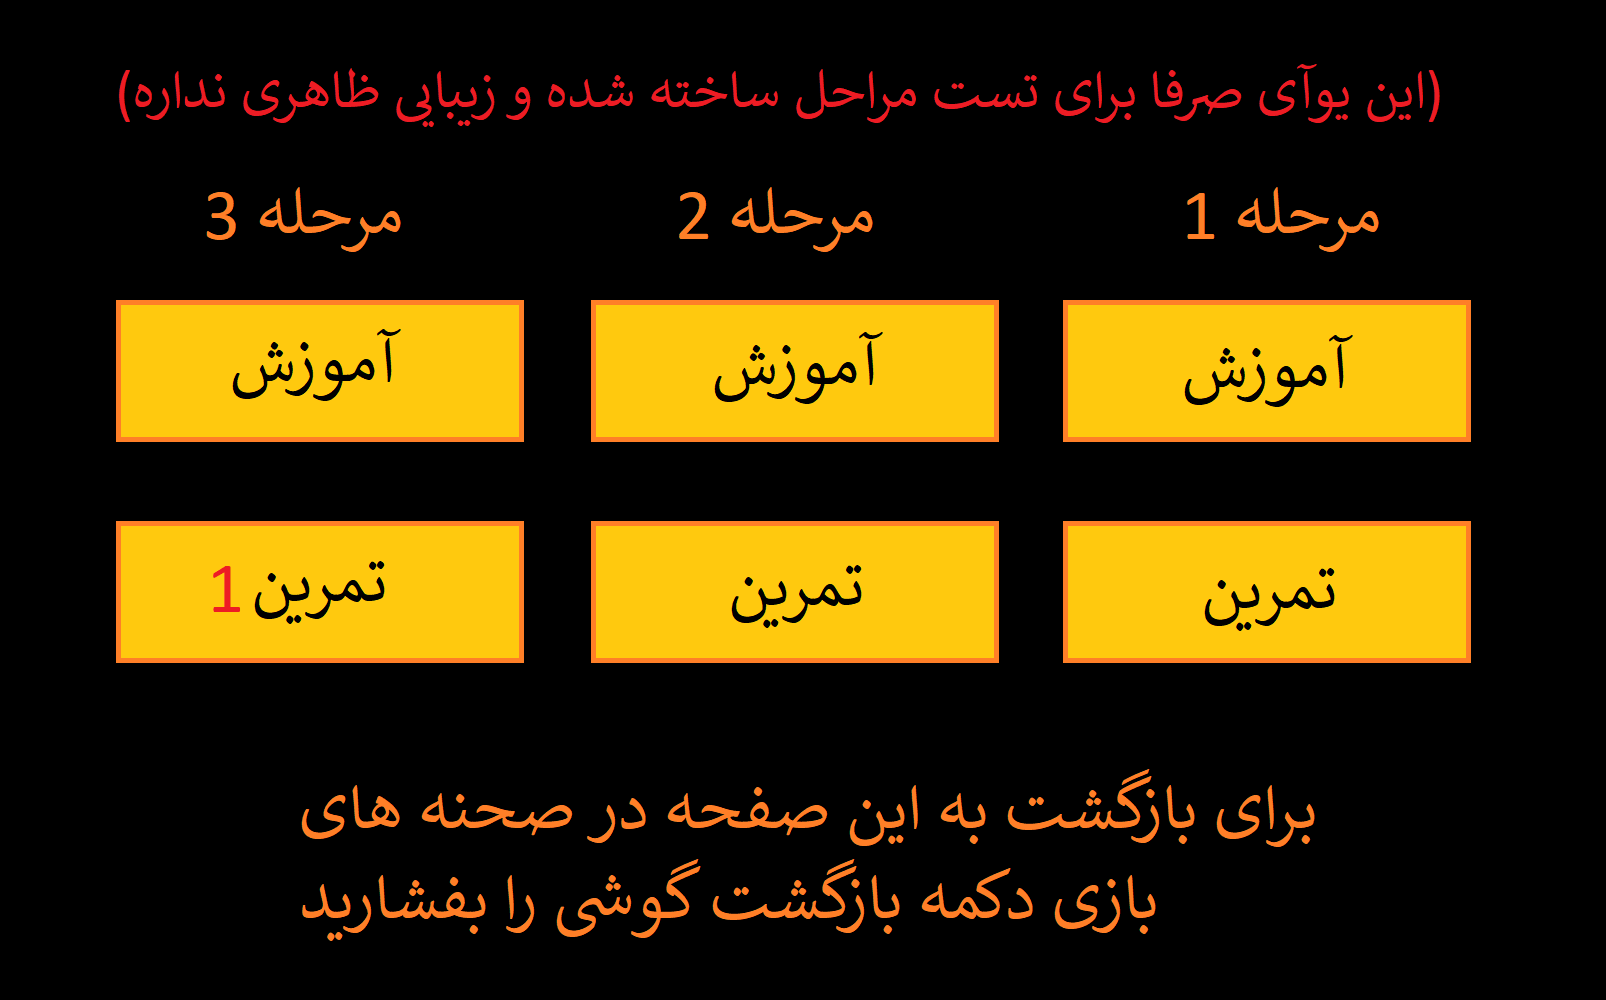 (این یوآی صرفا برای تست مراحل ساخته شده و زیبایی ظاهری نداره)
مرحله 1
مرحله 2
مرحله 3
آموزش
آموزش
آموزش
تمرین
تمرین
تمرین 1
برای بازگشت به این صفحه در صحنه های
بازی دکمه بازگشت گوشی را بفشارید